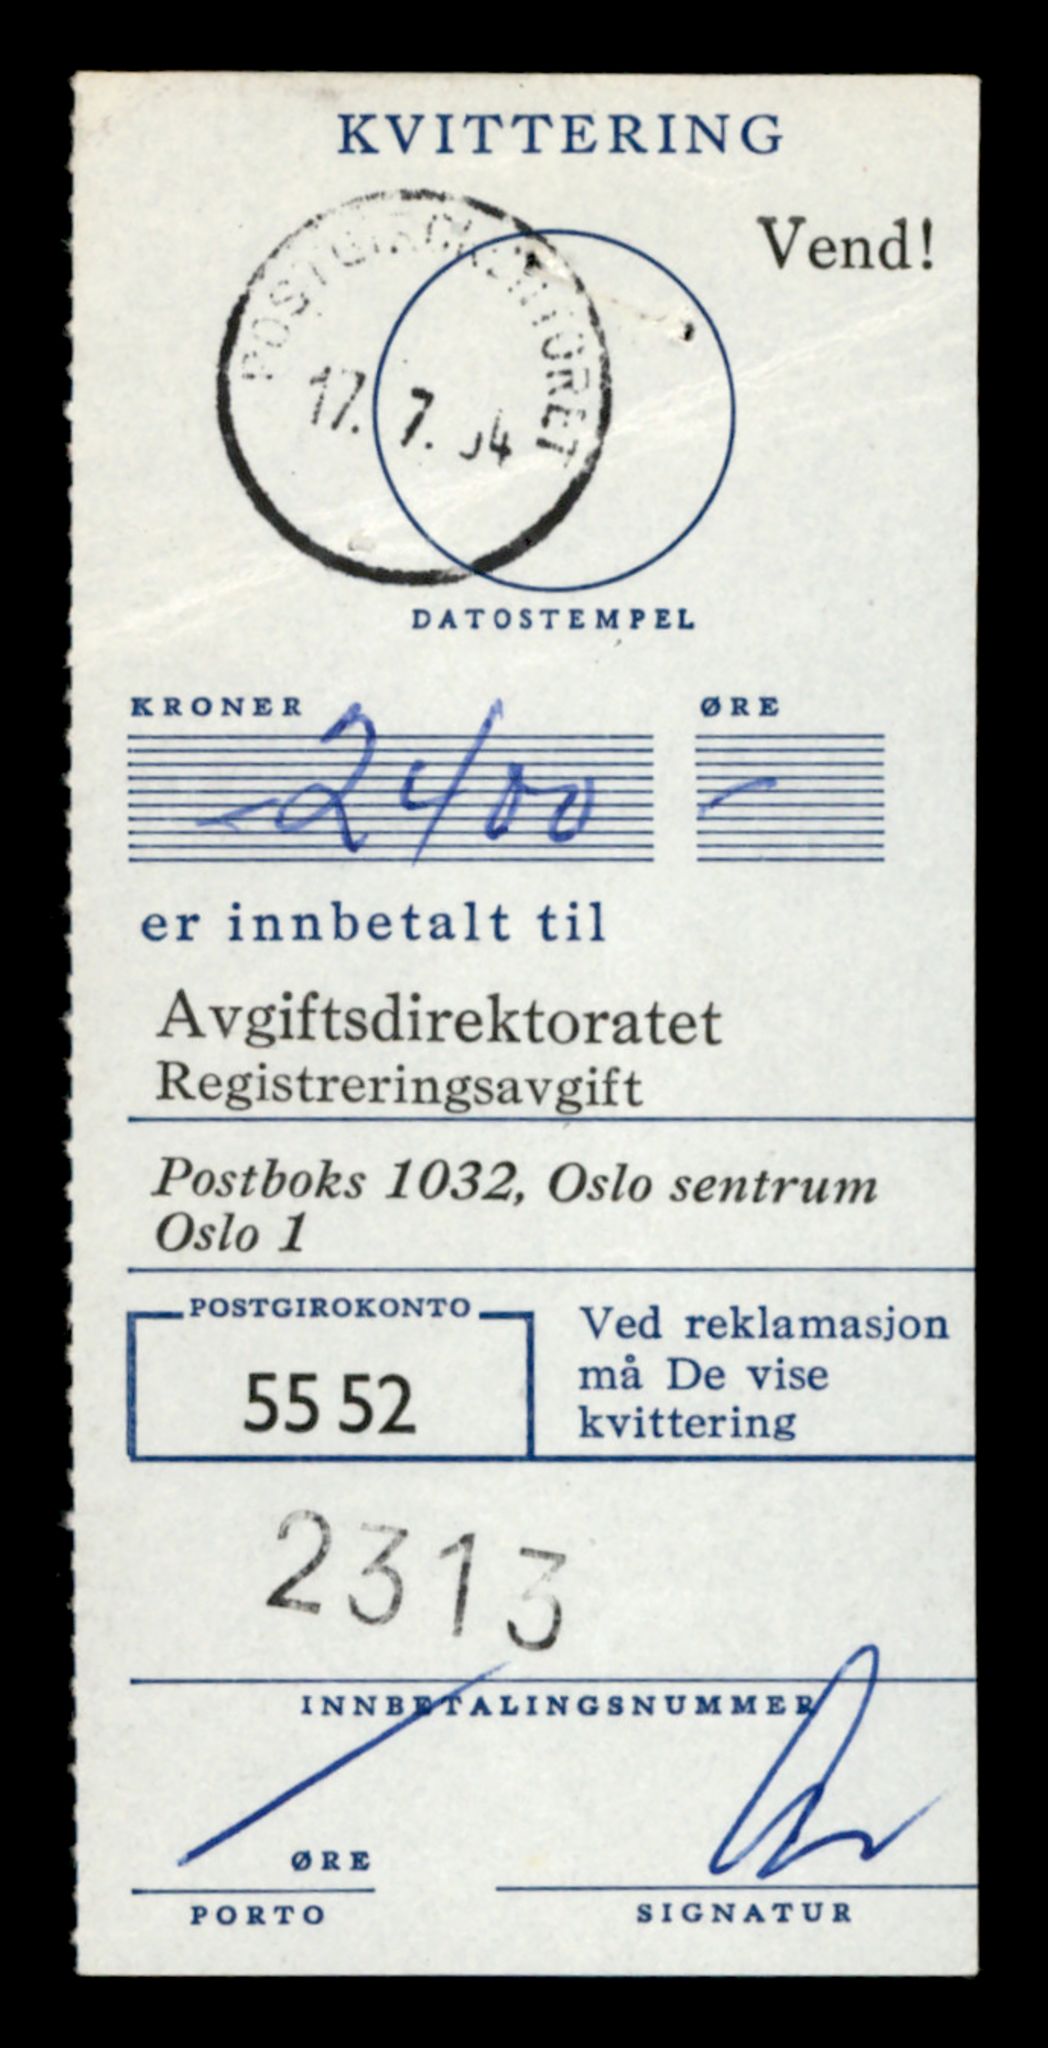 KVITTERING
Vend!
POSTGIROKONTORET
17. 7.
DATOSTEMPEL
KRONER
ØRE
2400
-
er innbetalt til
Avgiftsdirektoratet
Registreringsavgift
Postboks 1032, Oslo sentrum
Oslo 1
POSTGIROKONTO
55 52
Ved reklamasjon
må De vise
kvittering
2313
INNBETALINGSNUMMER
ØRE
PORTO
SIGNATUR